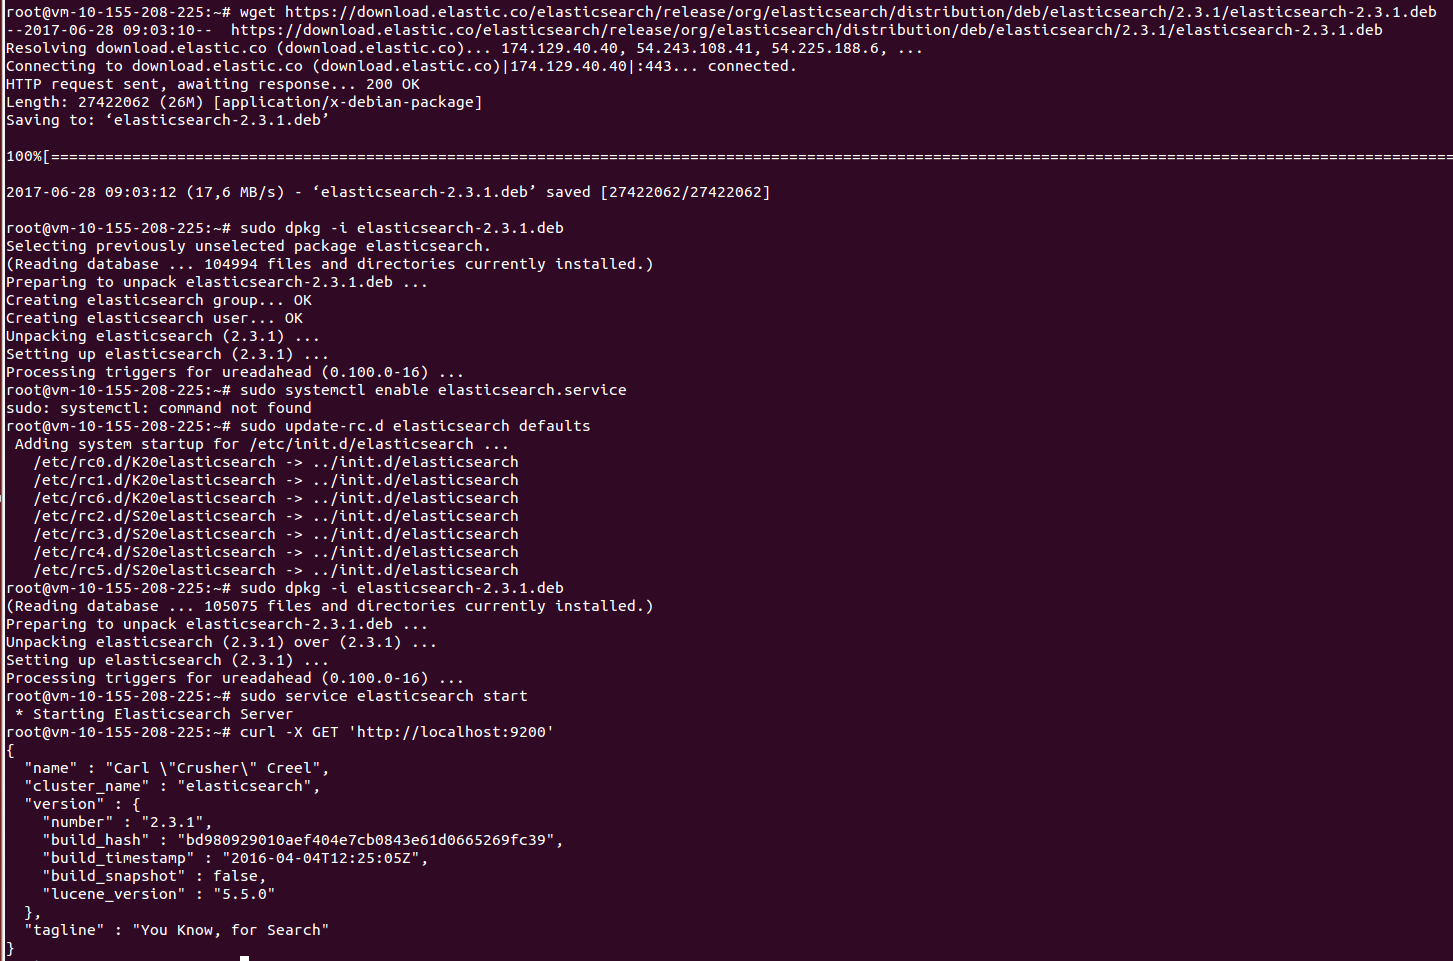 root@vm-10-155-208-225:~# wget https://download.elastic.co/elasticsearch/release/org/elasticsearch/distribution/deb/elasticsearch/2.3.1/elasticsearch-2.3.1.deb
--2017-06-28 09:03:10--  https://download.elastic.co/elasticsearch/release/org/elasticsearch/distribution/deb/elasticsearch/2.3.1/elasticsearch-2.3.1.deb
Resolving download.elastic.co (download.elastic.co)... 174.129.40.40, 54.243.108.41, 54.225.188.6, ...
Connecting to download.elastic.co (download.elastic.co)|174.129.40.40|:443... connected.
HTTP request sent, awaiting response... 200 OK
Length: 27422062 (26M) [application/x-debian-package]
Saving to: ‘elasticsearch-2.3.1.deb’
100%[============================================================================================================================================================
2017-06-28 09:03:12 (17,6 MB/s) - ‘elasticsearch-2.3.1.deb’ saved [27422062/27422062]
root@vm-10-155-208-225:~# sudo dpkg -i elasticsearch-2.3.1.deb
Selecting previously unselected package elasticsearch.
(Reading database ... 104994 files and directories currently installed.)
Preparing to unpack elasticsearch-2.3.1.deb ...
Creating elasticsearch group... OK
Creating elasticsearch user... OK
Unpacking elasticsearch (2.3.1) ...
Setting up elasticsearch (2.3.1) ...
Processing triggers for ureadahead (0.100.0-16) ...
root@vm-10-155-208-225:~# sudo systemctl enable elasticsearch.service
sudo: systemctl: command not found
root@vm-10-155-208-225:~# sudo update-rc.d elasticsearch defaults
 Adding system startup for /etc/init.d/elasticsearch ...
   /etc/rc0.d/K20elasticsearch -> ../init.d/elasticsearch
   /etc/rc1.d/K20elasticsearch -> ../init.d/elasticsearch
   /etc/rc6.d/K20elasticsearch -> ../init.d/elasticsearch
   /etc/rc2.d/S20elasticsearch -> ../init.d/elasticsearch
   /etc/rc3.d/S20elasticsearch -> ../init.d/elasticsearch
   /etc/rc4.d/S20elasticsearch -> ../init.d/elasticsearch
   /etc/rc5.d/S20elasticsearch -> ../init.d/elasticsearch
root@vm-10-155-208-225:~# sudo dpkg -i elasticsearch-2.3.1.deb
(Reading database ... 105075 files and directories currently installed.)
Preparing to unpack elasticsearch-2.3.1.deb ...
Unpacking elasticsearch (2.3.1) over (2.3.1) ...
Setting up elasticsearch (2.3.1) ...
Processing triggers for ureadahead (0.100.0-16) ...
root@vm-10-155-208-225:~# sudo service elasticsearch start
 * Starting Elasticsearch Server
root@vm-10-155-208-225:~# curl -X GET 'http://localhost:9200'
{
  "name" : "Carl \"Crusher\" Creel",
  "cluster_name" : "elasticsearch",
  "version" : {
    "number" : "2.3.1",
    "build_hash" : "bd980929010aef404e7cb0843e61d0665269fc39",
    "build_timestamp" : "2016-04-04T12:25:05Z",
    "build_snapshot" : false,
    "lucene_version" : "5.5.0"
  },
  "tagline" : "You Know, for Search"
}